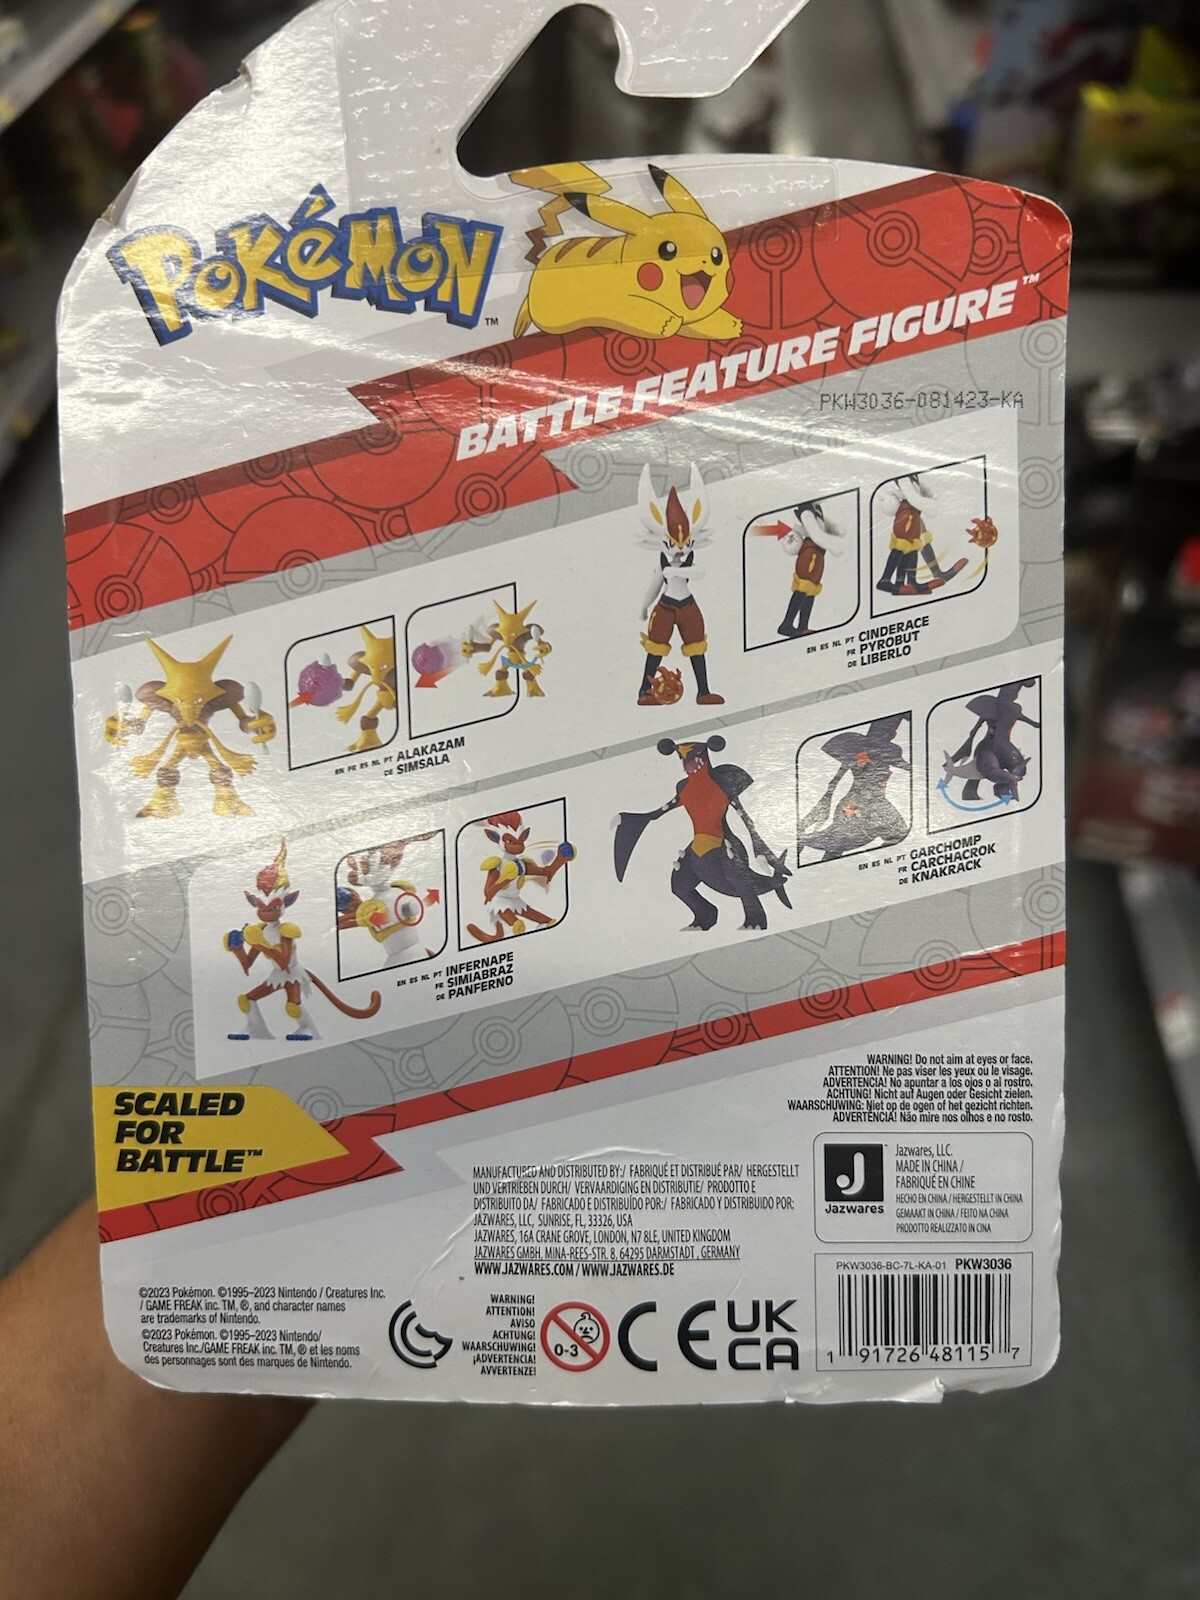 POKéMON™
BATTLE FEATURE FIGURE™
PKW3036-081423-KA
EN ES NL PT CINDERACE
FR PYROBUT
DE LIBERLO
EN FR ES NL PT ALAKAZAM
DE SIMSALA
EN ES NL PT GARCHOMP
FR CARCHACROK
DE KNAKRACK
EN ES NL PT INFERNAPE
FR SIMIABRAZ
DE PANFERNO
SCALED
FOR
BATTLE™
WARNING! Do not aim at eyes or face.
ATTENTION! Ne pas viser les yeux ou le visage.
ADVERTENCIA! No apuntar a los ojos o al rostro.
ACHTUNG! Nicht auf Augen oder Gesicht zielen.
WAARSCHUWING: Niet op de ogen of het gezicht richten.
ADVERTÊNCIA! Não mire nos olhos e no rosto.
MANUFACTURED AND DISTRIBUTED BY:/ FABRIQUÉ ET DISTRIBUÉ PAR/ HERGESTELLT
UND VERTRIEBEN DURCH/ VERVAARDIGING EN DISTRIBUTIE/ PRODOTTO E
DISTRIBUITO DA/ FABRICADO E DISTRIBUÍDO POR:/ FABRICADO Y DISTRIBUIDO POR:
JAZWARES, LLC, SUNRISE, FL, 33326, USA
JAZWARES, 16A CRANE GROVE, LONDON, N7 8LE, UNITED KINGDOM
JAZWARES GMBH, MINA-REES-STR. 8, 64295 DARMSTADT, GERMANY
WWW.JAZWARES.COM / WWW.JAZWARES.DE
J™
Jazwares
Jazwares, LLC.
MADE IN CHINA /
FABRIQUÉ EN CHINE
HECHO EN CHINA / HERGESTELLT IN CHINA
GEMAAKT IN CHINA / FEITO NA CHINA
PRODOTTO REALIZZATO IN CINA
©2023 Pokémon. ©1995–2023 Nintendo / Creatures Inc.
/ GAME FREAK inc. TM, ®, and character names
are trademarks of Nintendo.
©2023 Pokémon. ©1995–2023 Nintendo/
Creatures Inc./GAME FREAK inc. TM, ® et les noms
des personnages sont des marques de Nintendo.
WARNING!
ATTENTION!
AVISO
ACHTUNG!
WAARSCHUWING!
¡ADVERTENCIA!
AVVERTENZE!
0-3
CE
UK
CA
PKW3036-BC-7L-KA-01 PKW3036
1 91726 48115 7